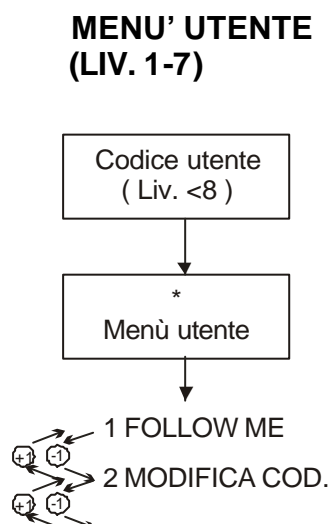 MENU' UTENTE
(LIV. 1-7)
Codice utente
( Liv. <8 )
*
Menù utente
1 FOLLOW ME
+1 -1
2 MODIFICA COD.
+1 -1